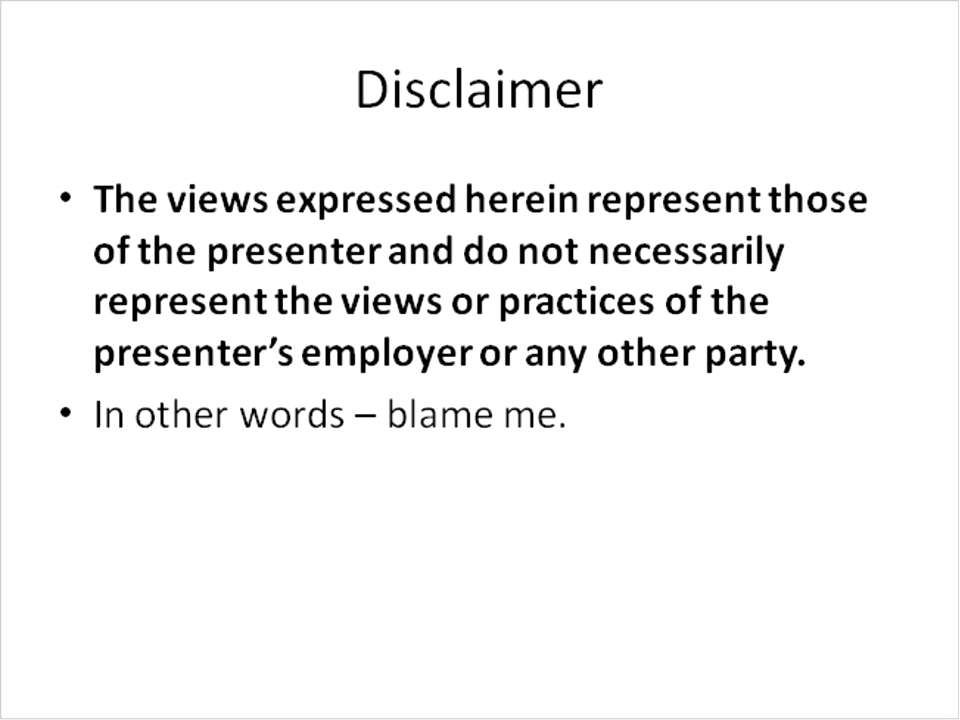 Disclaimer
• The views expressed herein represent those
of the presenter and do not necessarily
represent the views or practices of the
presenter’s employer or any other party.
• In other words – blame me.